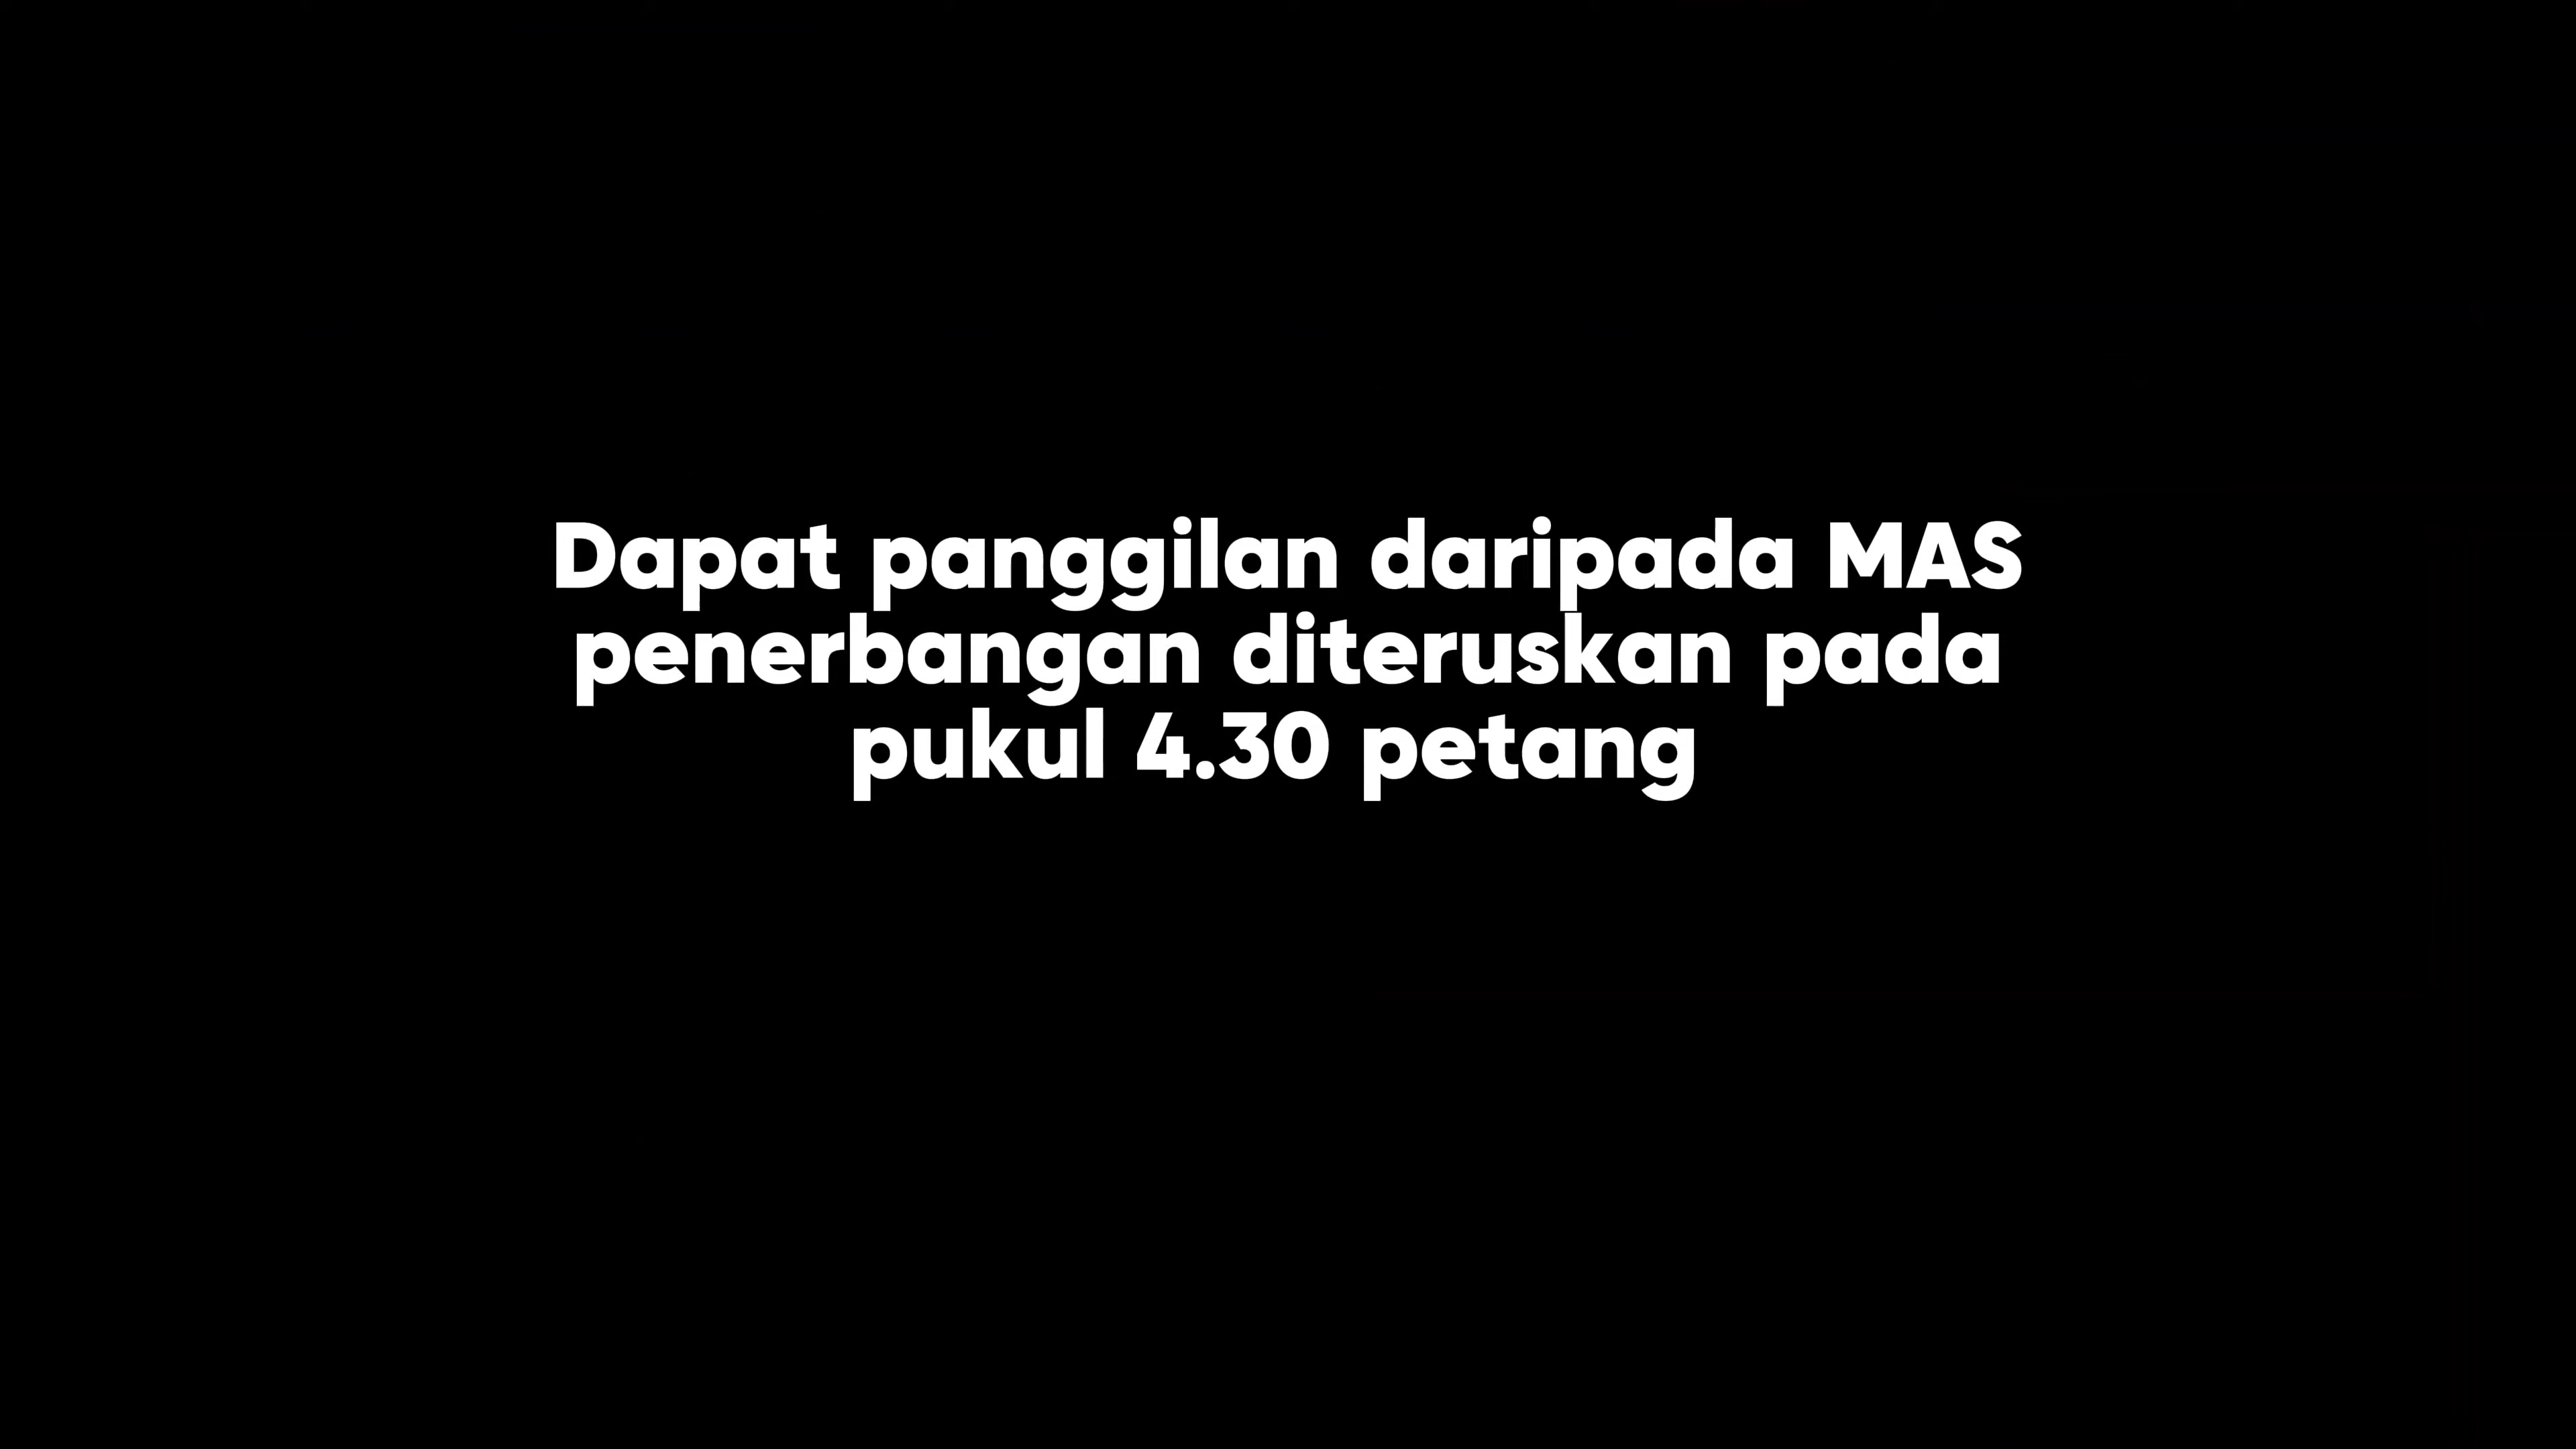 Dapat panggilan daripada MAS
penerbangan diteruskan pada
pukul 4.30 petang